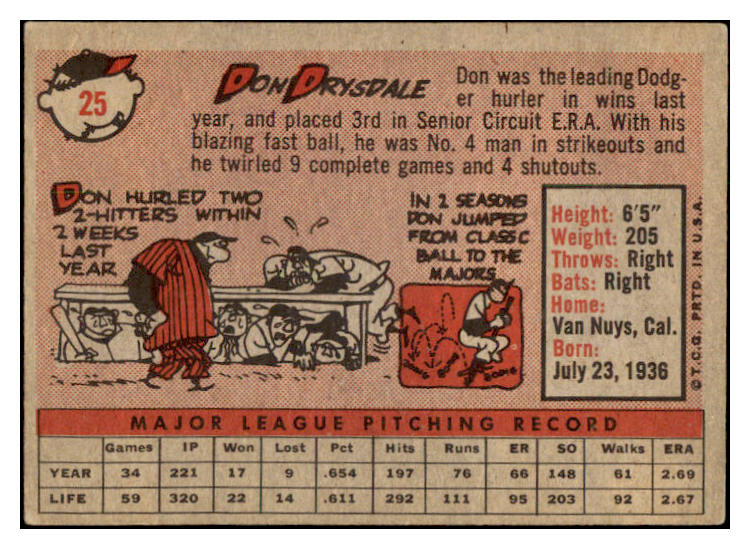 25
DON DRYSDALE
Don was the leading Dodg-
er hurler in wins last
year, and placed 3rd in Senior Circuit E.R.A. With his
blazing fast ball, he was No. 4 man in strikeouts and
he twirled 9 complete games and 4 shutouts.
DON HURLED TWO
2-HITTERS WITHIN
2 WEEKS
LAST
YEAR
IN 2 SEASONS
DON JUMPED
FROM CLASS C
BALL TO THE
MAJORS
BOING BOING BOING
Height: 6'5"
Weight: 205
Throws: Right
Bats: Right
Home:
Van Nuys, Cal.
Born:
July 23, 1936
© T.C.G. PRTD. IN U.S.A.
MAJOR LEAGUE PITCHING RECORD
Games IP Won Lost Pct Hits Runs ER SO Walks ERA
YEAR 34 221 17 9 .654 197 76 66 148 61 2.69
LIFE 59 320 22 14 .611 292 111 95 203 92 2.67